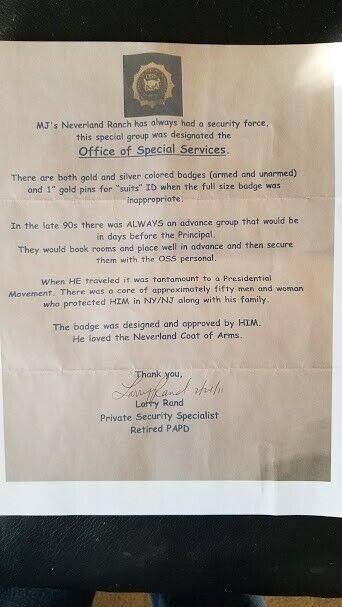 MJ's Neverland Ranch has always had a security force,
this special group was designated the
Office of Special Services.
There are both gold and silver colored badges (armed and unarmed)
and 1" gold pins for "suits" ID when the full size badge was
inappropriate.
In the late 90s there was ALWAYS an advance group that would be
in days before the Principal.
They would book rooms and place well in advance and then secure
them with the OSS personal.
When HE traveled it was tantamount to a Presidential
Movement. There was a core of approximately fifty men and woman
who protected HIM in NY/NJ along with his family.
The badge was designed and approved by HIM.
He loved the Neverland Coat of Arms.
Thank you,
Larry Rand
Larry Rand
Private Security Specialist
Retired PAPD